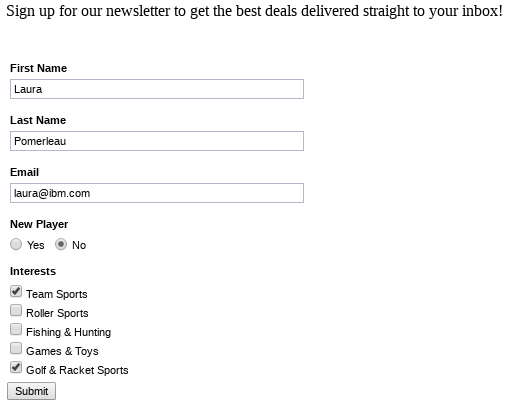 Sign up for our newsletter to get the best deals delivered straight to your inbox!
First Name
Laura
Last Name
Pomerleau
Email
laura@ibm.com
New Player
Yes No
Interests
Team Sports
Roller Sports
Fishing & Hunting
Games & Toys
Golf & Racket Sports
Submit